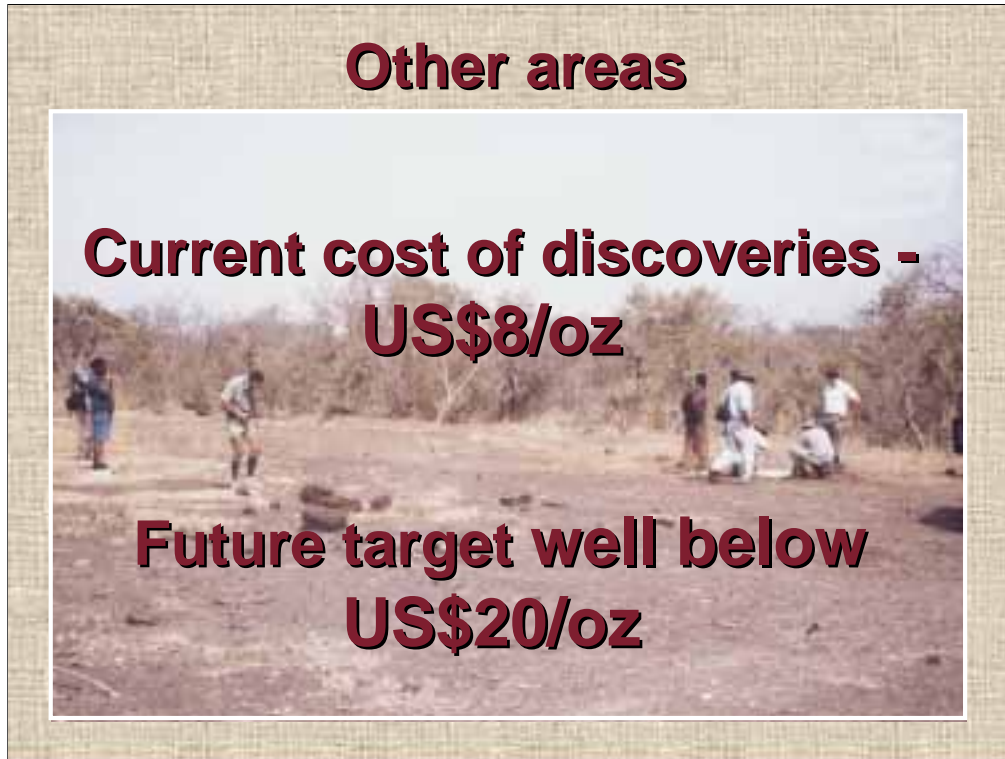 Other areas
Current cost of discoveries -
US$8/oz
Future target well below
US$20/oz